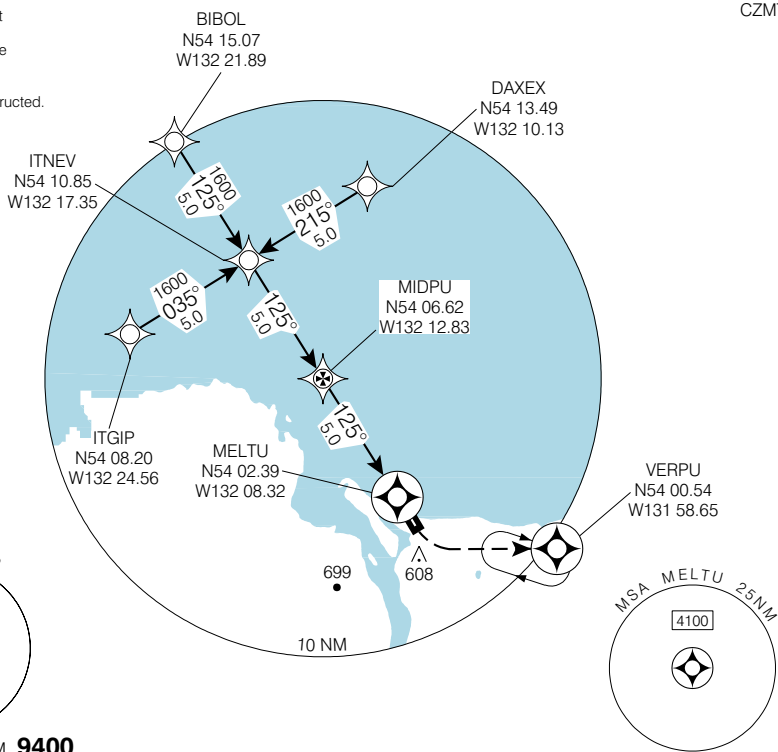 t
CZMT
BIBOL
N54 15.07
W132 21.89
e
ructed.
DAXEX
N54 13.49
W132 10.13
ITNEV
N54 10.85
W132 17.35
1600
125°
5.0
1600
215°
5.0
1600
035°
5.0
MIDPU
N54 06.62
W132 12.83
125°
5.0
125°
5.0
ITGIP
N54 08.20
W132 24.56
MELTU
N54 02.39
W132 08.32
VERPU
N54 00.54
W131 58.65
699
608
10 NM
MSA MELTU 25NM
4100
M 9400